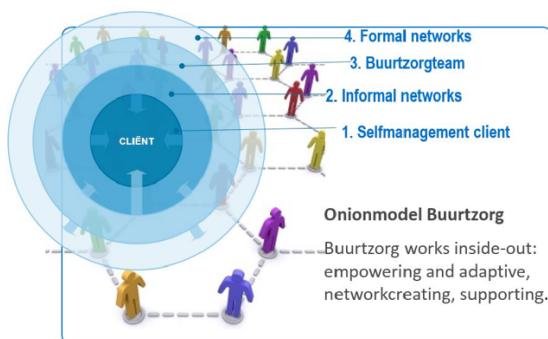 4. Formal networks
3. Buurtzorgteam
2. Informal networks
1. Selfmanagement client
CLIËNT
Onionmodel Buurtzorg
Buurtzorg works inside-out:
empowering and adaptive,
networkcreating, supporting.